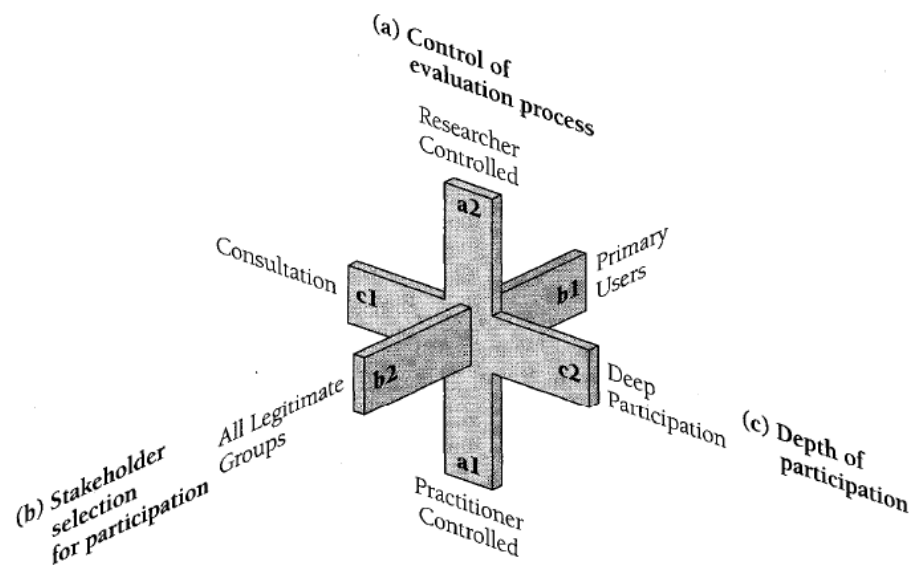 (a) Control of
evaluation process
Researcher
Controlled
a2
Consultation
c1
Primary
Users
b1
b2
All Legitimate
Groups
c2
Deep
Participation
(c) Depth of
participation
(b) Stakeholder
selection
for participation
a1
Practitioner
Controlled